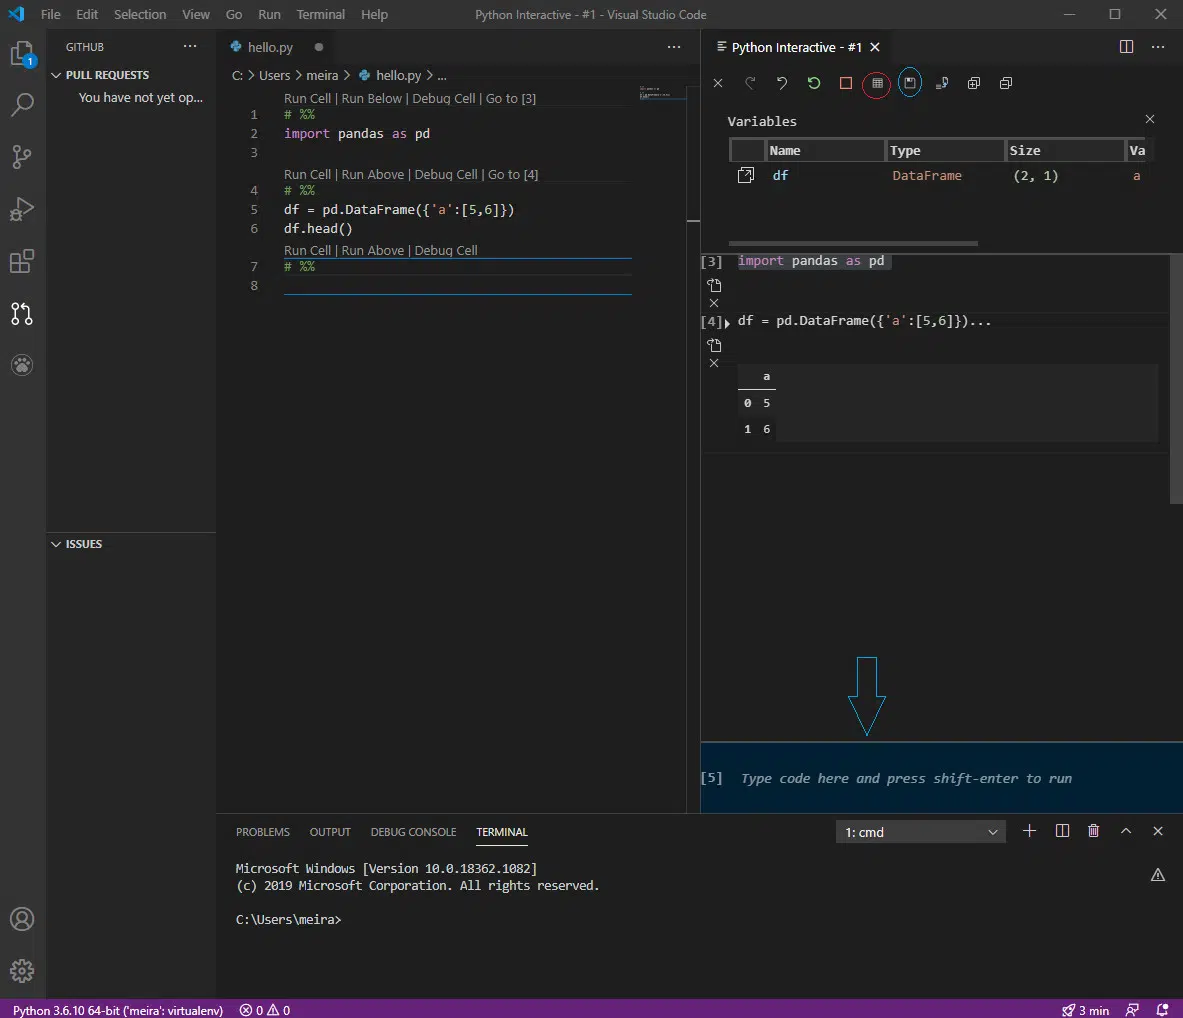 File Edit Selection View Go Run Terminal Help Python Interactive - #1 - Visual Studio Code
GITHUB
PULL REQUESTS
You have not yet op...
ISSUES
1
hello.py
C: > Users > meira > hello.py > ...
Run Cell | Run Below | Debug Cell | Go to [3]
1 # %%
2 import pandas as pd
3
Run Cell | Run Above | Debug Cell | Go to [4]
4 # %%
5 df = pd.DataFrame({'a':[5,6]})
6 df.head()
Run Cell | Run Above | Debug Cell
7 # %%
8
Python Interactive - #1
Variables
Name Type Size Va
df DataFrame (2, 1) a
[3] import pandas as pd
[4] df = pd.DataFrame({'a':[5,6]})...
a
0 5
1 6
[5] Type code here and press shift-enter to run
PROBLEMS OUTPUT DEBUG CONSOLE TERMINAL 1: cmd
Microsoft Windows [Version 10.0.18362.1082]
(c) 2019 Microsoft Corporation. All rights reserved.
C:\Users\meira>
Python 3.6.10 64-bit ('meira': virtualenv) 0 0 3 min